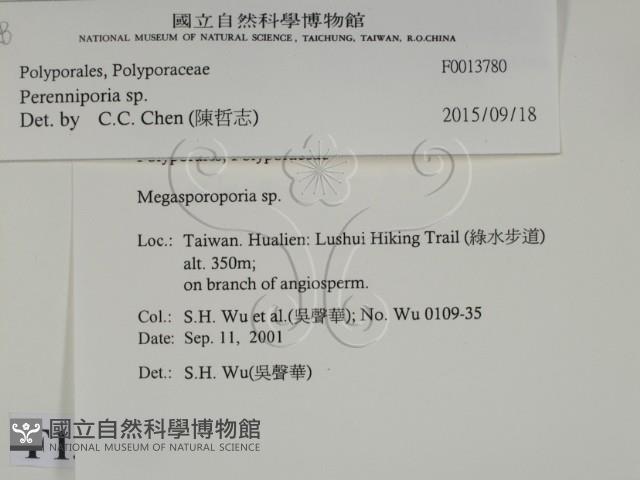 國立自然科學博物館
NATIONAL MUSEUM OF NATURAL SCIENCE, TAICHUNG, TAIWAN, R.O.CHINA
Polyporales, Polyporaceae F0013780
Perenniporia sp.
Det. by C.C. Chen (陳哲志) 2015/09/18
Polyporales, Polyporaceae
Megasporoporia sp.
Loc.: Taiwan. Hualien: Lushui Hiking Trail (綠水步道)
alt. 350m;
on branch of angiosperm.
Col.: S.H. Wu et al.(吳聲華); No. Wu 0109-35
Date: Sep. 11, 2001
Det.: S.H. Wu(吳聲華)
國立自然科學博物館
NATIONAL MUSEUM OF NATURAL SCIENCE